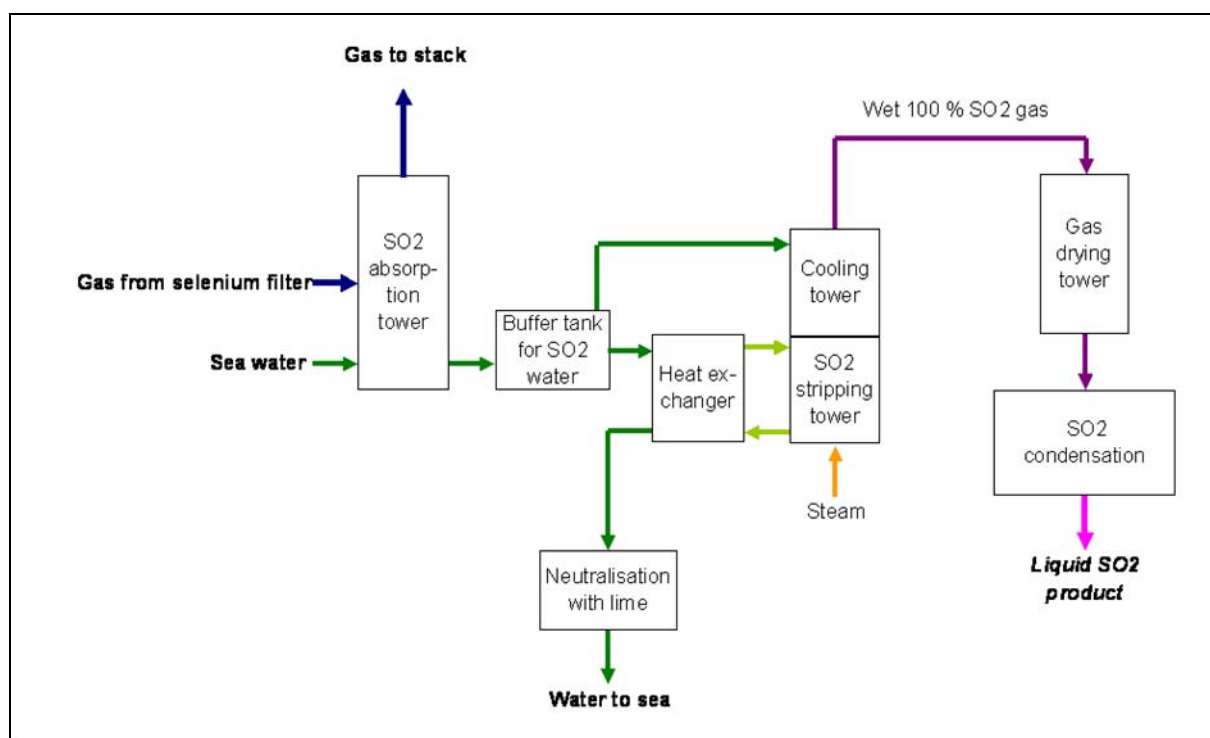 Gas to stack
Wet 100 % SO2 gas
SO2
absorp-
tion
tower
Gas
drying
tower
Cooling
tower
Gas from selenium filter
Buffer tank
for SO2
water
Sea water
Heat ex-
changer
SO2
stripping
tower
SO2
condensation
Steam
Liquid SO2
product
Neutralisation
with lime
Water to sea